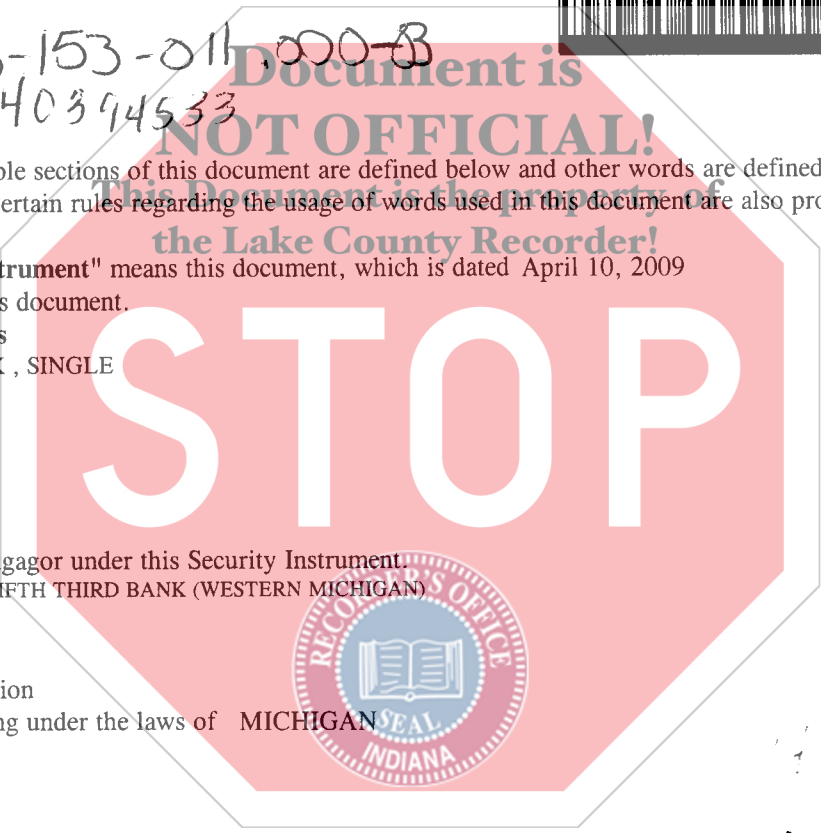 -153-011.000-B
40394533
Document is
NOT OFFICIAL!
ple sections of this document are defined below and other words are defined
This Document is the property of
ertain rules regarding the usage of words used in this document are also pro
the Lake County Recorder!
trument" means this document, which is dated April 10, 2009
s document.
s
, SINGLE
STOP
gagor under this Security Instrument.
IFTH THIRD BANK (WESTERN MICHIGAN)
RECORDER'S OFFICE
ion
ng under the laws of MICHIGAN
SEAL
INDIANA